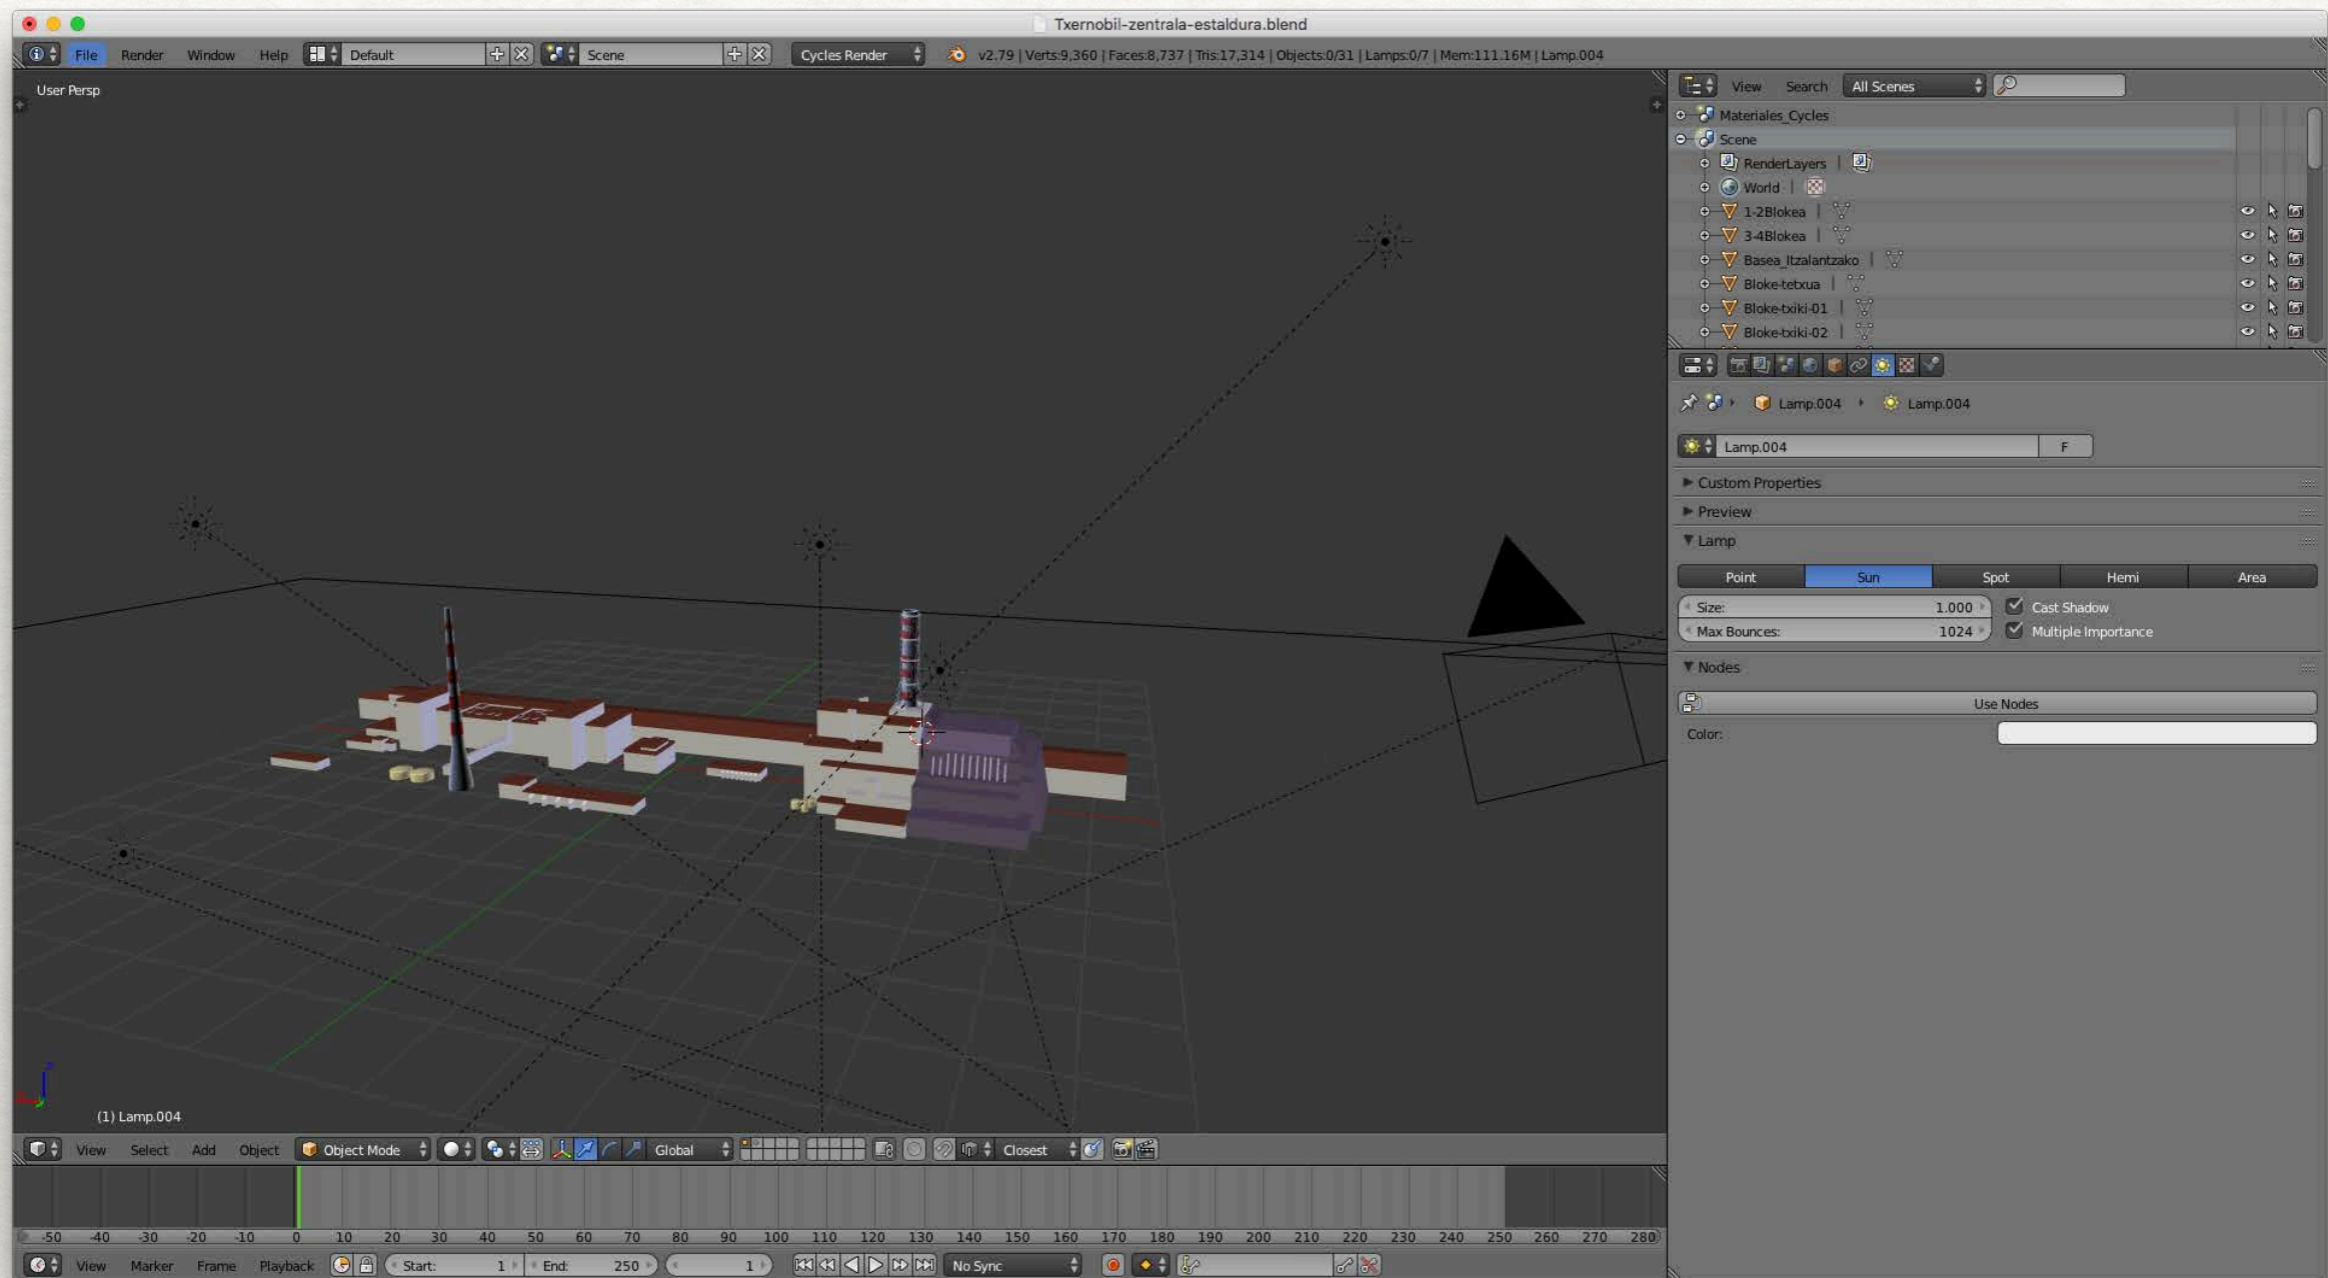 Txernobil-zentrala-estaldura.blend
File Render Window Help Default Scene Cycles Render v2.79 | Verts:9,360 | Faces:8,737 | Tris:17,314 | Objects:0/31 | Lamps:0/7 | Mem:111.16M | Lamp.004
User Persp
(1) Lamp.004
View Select Add Object Object Mode Global Closest
-50 -40 -30 -20 -10 0 10 20 30 40 50 60 70 80 90 100 110 120 130 140 150 160 170 180 190 200 210 220 230 240 250 260 270 280
View Marker Frame Playback Start: 1 End: 250 1 No Sync
View Search All Scenes
Materiales_Cycles
Scene
RenderLayers |
World |
1-2Blokea |
3-4Blokea |
Basea_Itzalantzako |
Bloke-tetxua |
Bloke-txiki-01 |
Bloke-txiki-02 |
Lamp.004 Lamp.004
Lamp.004 F
Custom Properties
Preview
Lamp
Point Sun Spot Hemi Area
Size: 1.000 Cast Shadow
Max Bounces: 1024 Multiple Importance
Nodes
Use Nodes
Color: